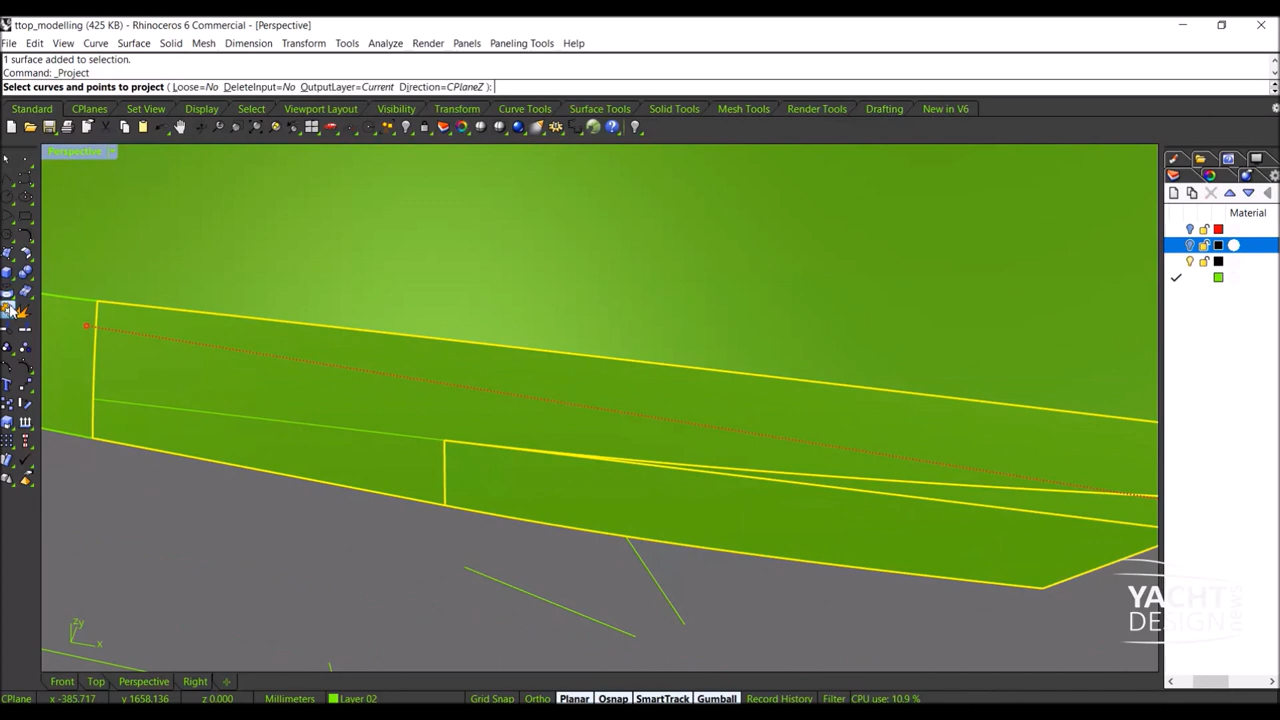 ttop_modelling (425 KB) - Rhinoceros 6 Commercial - [Perspective]
File Edit View Curve Surface Solid Mesh Dimension Transform Tools Analyze Render Panels Paneling Tools Help
1 surface added to selection.
Command: _Project
Select curves and points to project ( Loose=No DeleteInput=No OutputLayer=Current Direction=CPlaneZ ):
Standard CPlanes Set View Display Select Viewport Layout Visibility Transform Curve Tools Surface Tools Solid Tools Mesh Tools Render Tools Drafting New in V6
Perspective
Material
zy
x
YACHT
DESIGN
news
Front Top Perspective Right
CPlane x -385.717 y 1658.136 z 0.000 Millimeters Layer 02 Grid Snap Ortho Planar Osnap SmartTrack Gumball Record History Filter CPU use: 10.9 %